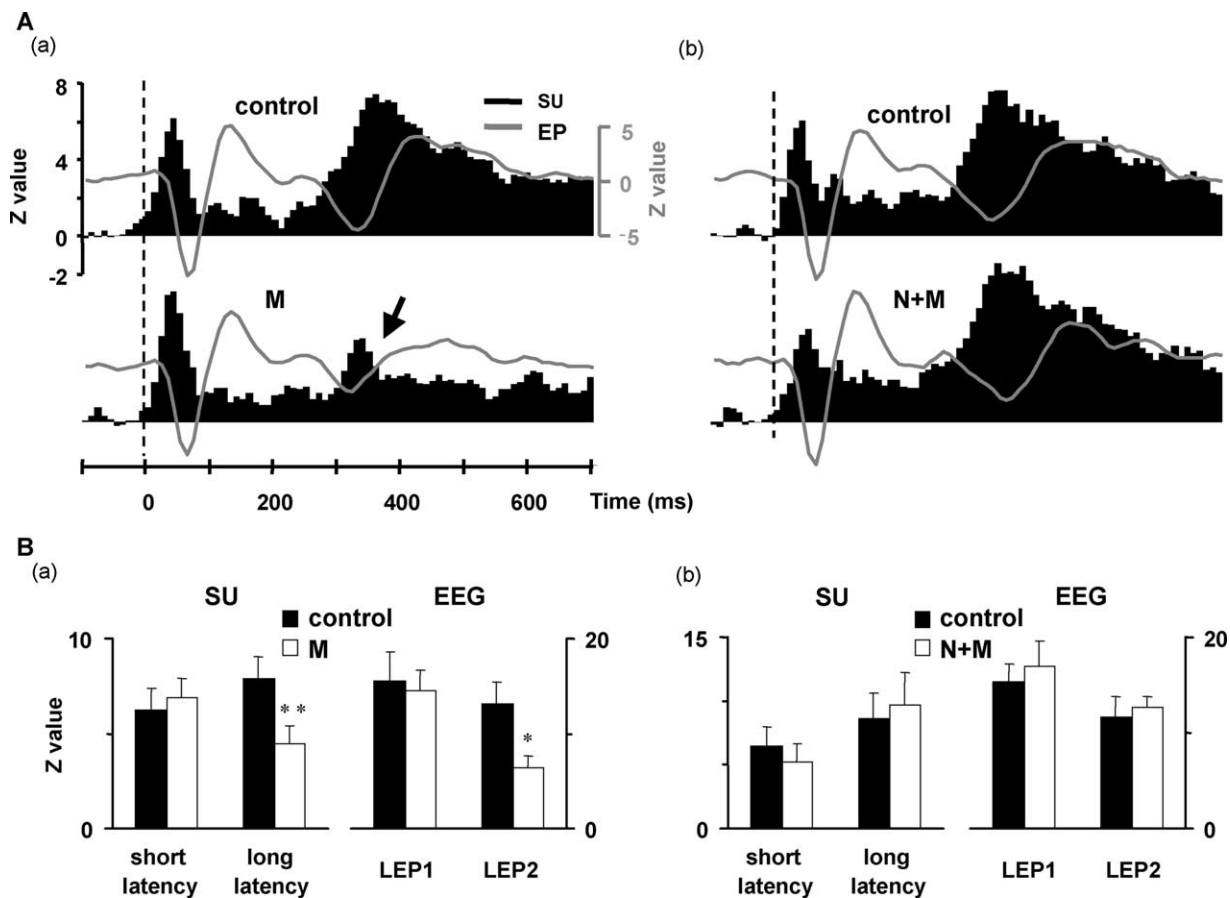 A
(a)
(b)
8
4
0
-2
Z value
control
SU
EP
5
0
-5
Z value
control
M
N+M
0 200 400 600 Time (ms)
B
(a)
(b)
SU EEG
control
M
10
0
Z value
20
0
** 
*
short latency
long latency
LEP1 LEP2
SU EEG
control
N+M
15
0
20
0
short latency
long latency
LEP1 LEP2